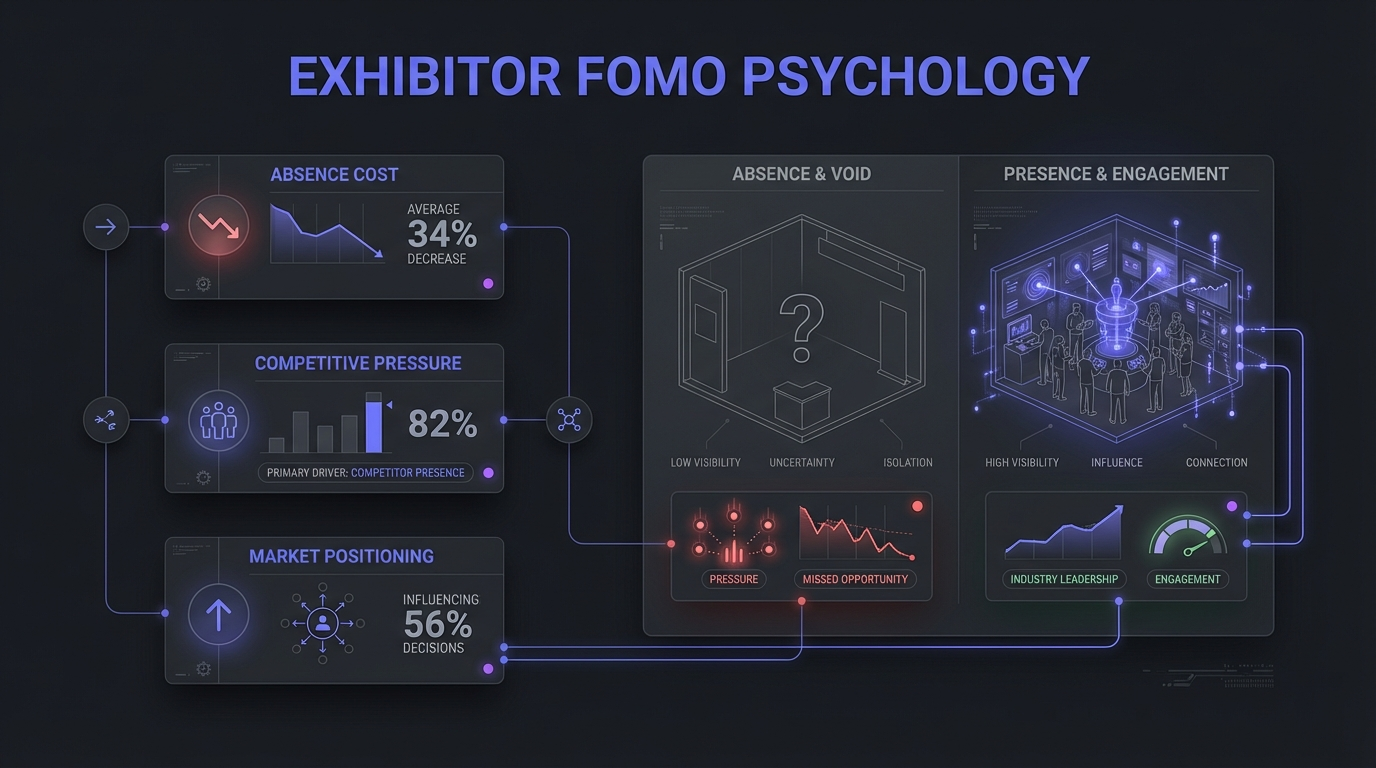 EXHIBITOR FOMO PSYCHOLOGY
ABSENCE COST
AVERAGE
34%
DECREASE
COMPETITIVE PRESSURE
82%
PRIMARY DRIVER: COMPETITOR PRESENCE
MARKET POSITIONING
INFLUENCING
56%
DECISIONS
ABSENCE & VOID
?
LOW VISIBILITY
UNCERTAINTY
ISOLATION
PRESSURE
MISSED OPPORTUNITY
PRESENCE & ENGAGEMENT
HIGH VISIBILITY
INFLUENCE
CONNECTION
INDUSTRY LEADERSHIP
ENGAGEMENT